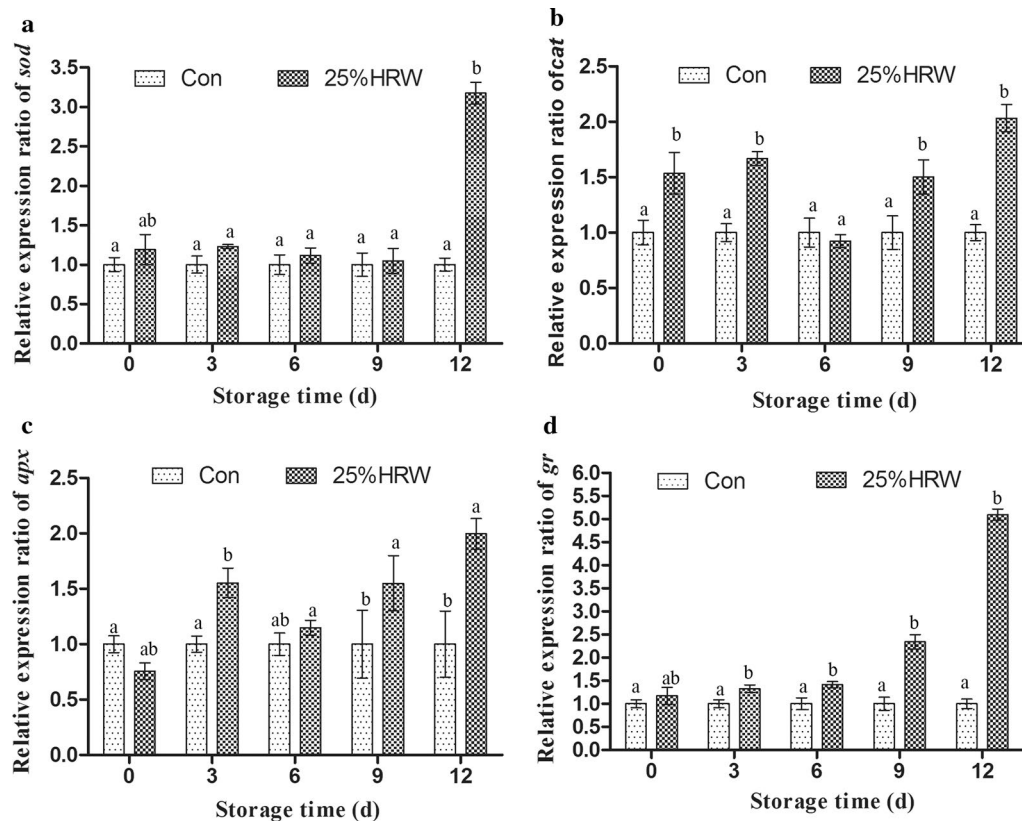 a
Relative expression ratio of sod
Con 25%HRW
3.5
3.0
2.5
2.0
1.5
1.0
0.5
0.0
a ab a a a a a a a b
0 3 6 9 12
Storage time (d)
b
Relative expression ratio ofcat
Con 25%HRW
2.5
2.0
1.5
1.0
0.5
0.0
a b a b a a a b a b
0 3 6 9 12
Storage time (d)
c
Relative expression ratio of apx
Con 25%HRW
2.5
2.0
1.5
1.0
0.5
0.0
a ab a b ab a b a b a
0 3 6 9 12
Storage time (d)
d
Relative expression ratio of gr
Con 25%HRW
6.0
5.5
5.0
4.5
4.0
3.5
3.0
2.5
2.0
1.5
1.0
0.5
0.0
a ab a b a b a b a b
0 3 6 9 12
Storage time (d)